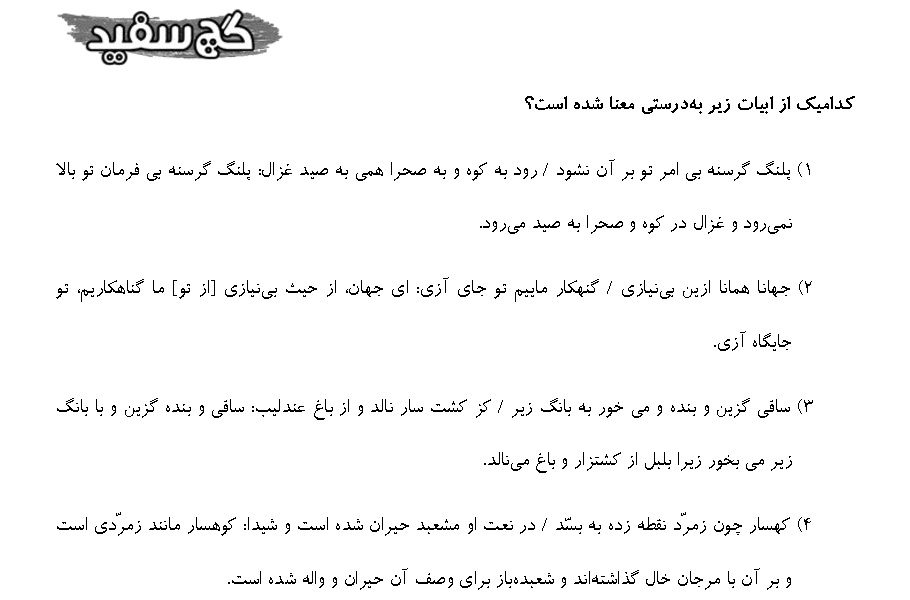 گچ سفید
کدامیک از ابیات زیر به‌درستی معنا شده است؟
۱) پلنگ گرسنه بی امر تو بر آن نشود / رود به کوه و به صحرا همی به صید غزال: پلنگ گرسنه بی فرمان تو بالا
نمی‌رود و غزال در کوه و صحرا به صید می‌رود.
۲) جهانا همانا ازین بی‌نیازی / گنهکار ماییم تو جای آزی: ای جهان، از حیث بی‌نیازی [از تو] ما گناهکاریم، تو
جایگاه آزی.
۳) ساقی گزین و بنده و می خور به بانگ زیر / کز کشت سار نالد و از باغ عندلیب: ساقی و بنده گزین و با بانگ
زیر می بخور زیرا بلبل از کشتزار و باغ می‌نالد.
۴) کهسار چون زمرّد نقطه زده به بسّد / در نعت او مشعبد حیران شده است و شیدا: کوهسار مانند زمرّدی است
و بر آن با مرجان خال گذاشته‌اند و شعبده‌باز برای وصف آن حیران و واله شده است.